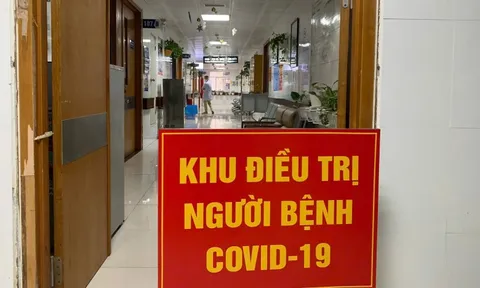 KHU ĐIỀU TRỊ
NGƯỜI BỆNH
COVID-19